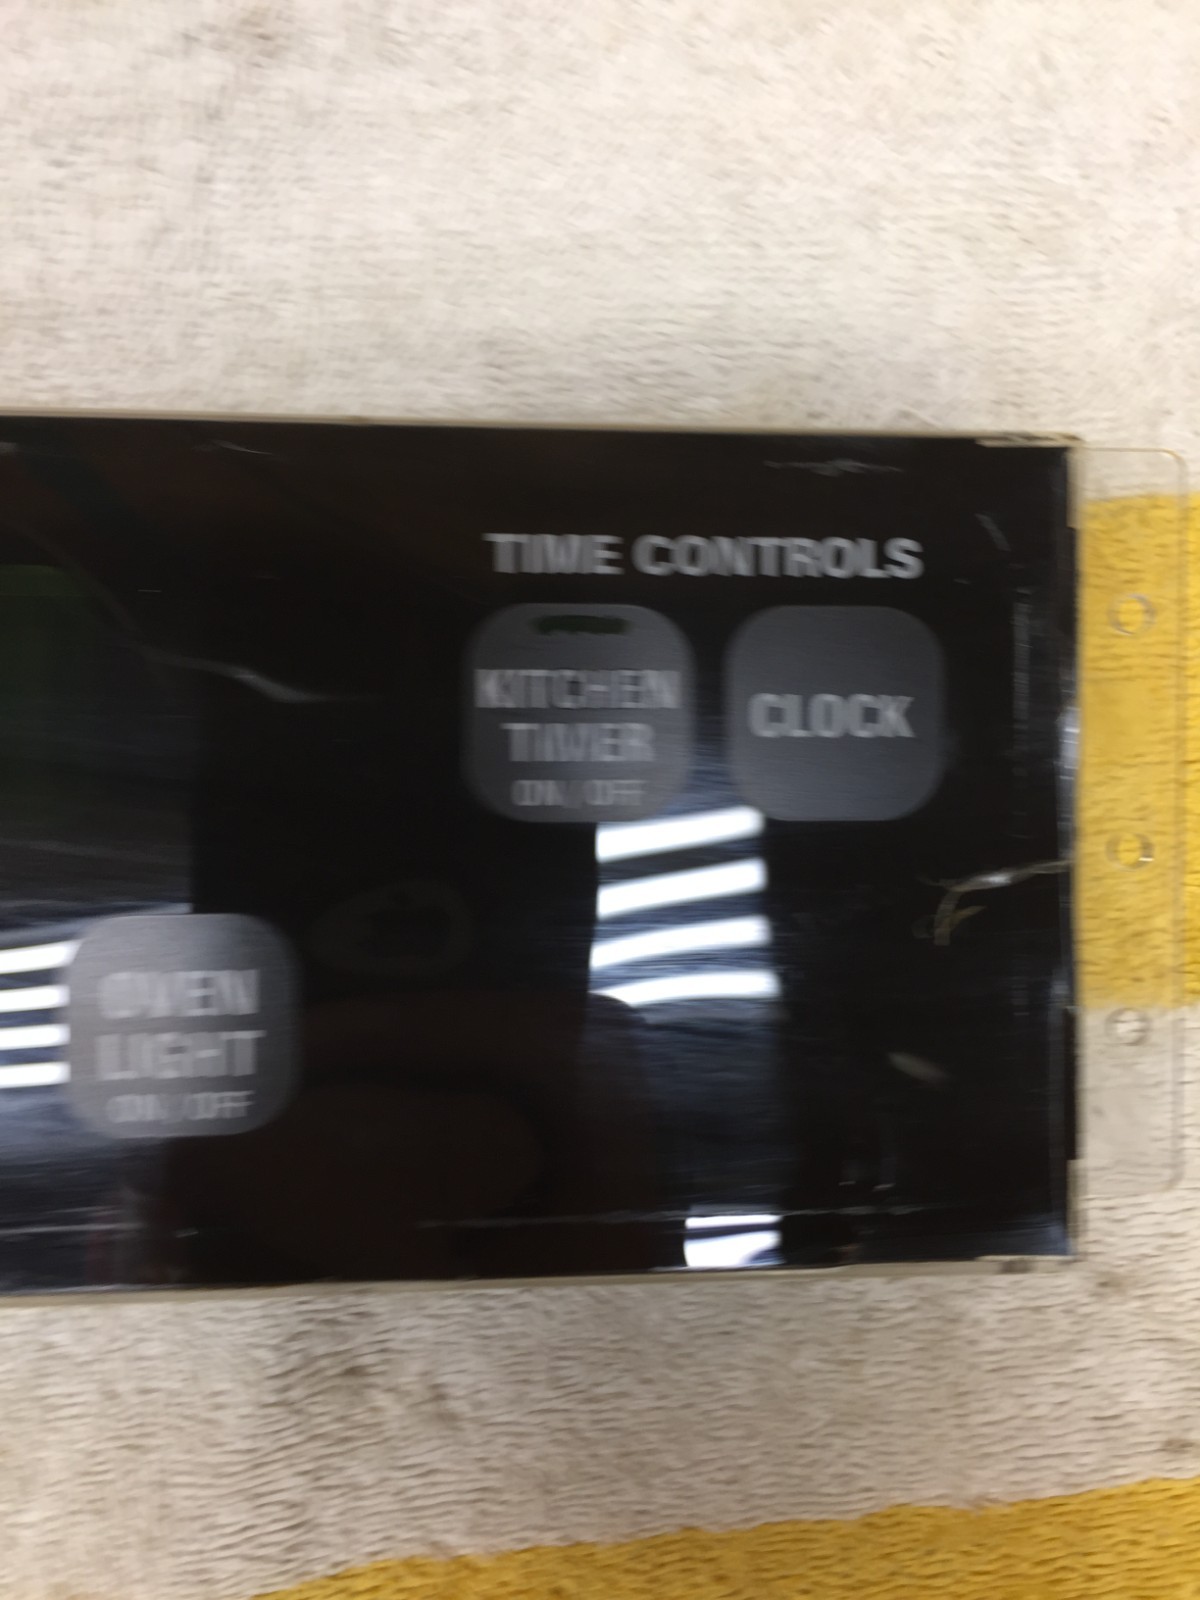 TIME CONTROLS
KITCHEN
TIMER
ON/OFF
CLOCK
OVEN
LIGHT
ON/OFF